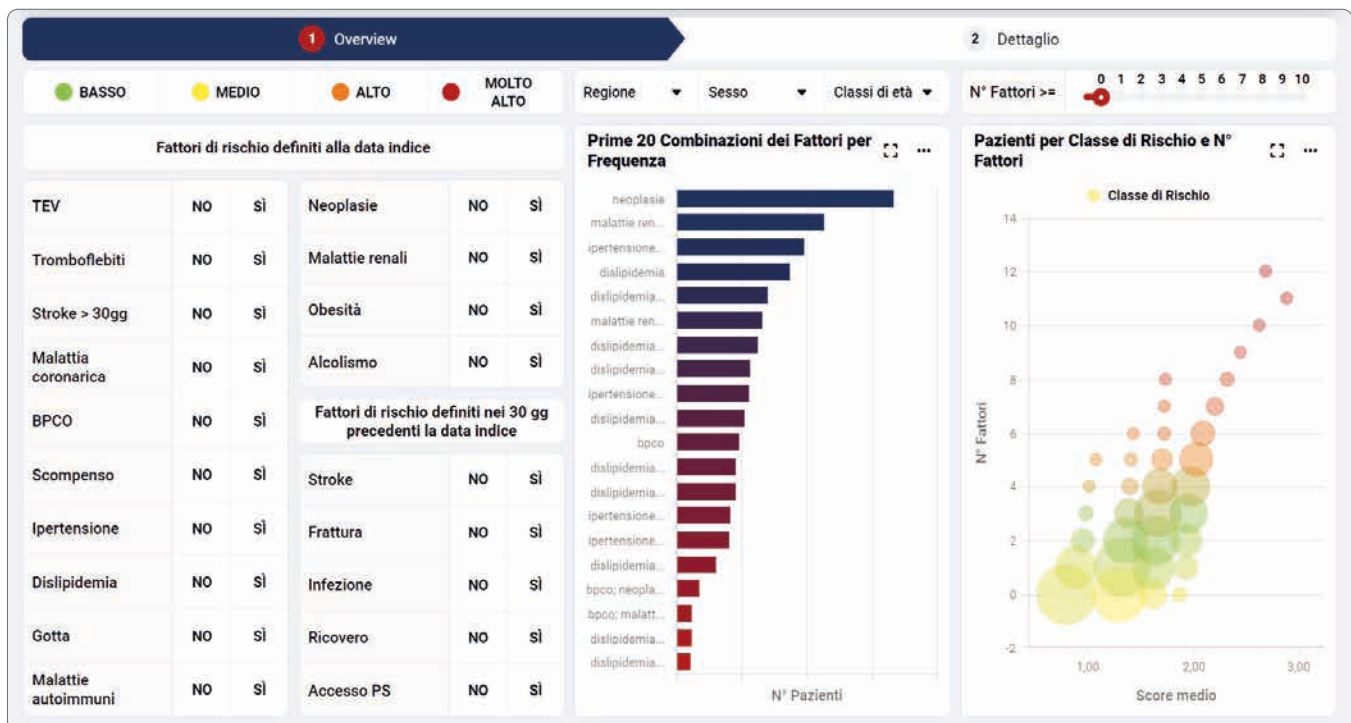 1 Overview
2 Dettaglio
BASSO
MEDIO
ALTO
MOLTO
ALTO
Regione
Sesso
Classi di età
N° Fattori >=
0 1 2 3 4 5 6 7 8 9 10
Fattori di rischio definiti alla data indice
TEV NO SÌ
Tromboflebiti NO SÌ
Stroke > 30gg NO SÌ
Malattia
coronarica NO SÌ
BPCO NO SÌ
Scompenso NO SÌ
Ipertensione NO SÌ
Dislipidemia NO SÌ
Gotta NO SÌ
Malattie
autoimmuni NO SÌ
Neoplasie NO SÌ
Malattie renali NO SÌ
Obesità NO SÌ
Alcolismo NO SÌ
Fattori di rischio definiti nei 30 gg
precedenti la data indice
Stroke NO SÌ
Frattura NO SÌ
Infezione NO SÌ
Ricovero NO SÌ
Accesso PS NO SÌ
Prime 20 Combinazioni dei Fattori per
Frequenza
neoplasie
malattie ren...
ipertensione...
dislipidemia
dislipidemia...
malattie ren...
dislipidemia...
dislipidemia...
ipertensione...
dislipidemia...
bpco
dislipidemia...
dislipidemia...
ipertensione...
ipertensione...
dislipidemia...
bpco; neopla...
bpco; malatt...
dislipidemia...
dislipidemia...
N° Pazienti
Pazienti per Classe di Rischio e N°
Fattori
Classe di Rischio
14
12
10
8
6
4
2
0
-2
N° Fattori
1,00 2,00 3,00
Score medio